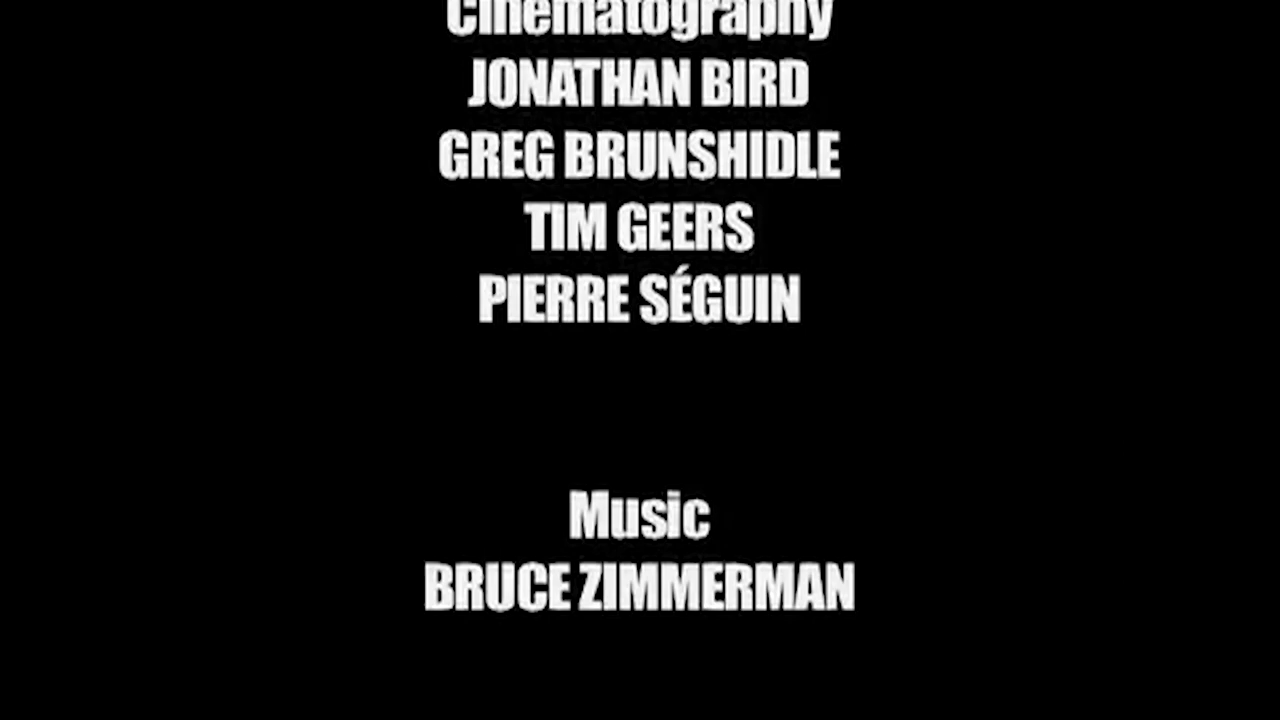 Cinematography
JONATHAN BIRD
GREG BRUNSHIDLE
TIM GEERS
PIERRE SÉGUIN
Music
BRUCE ZIMMERMAN